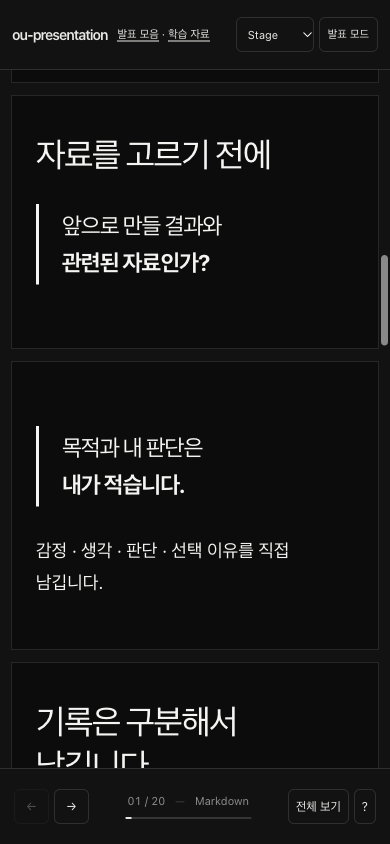 ou-presentation 발표 모음 · 학습 자료 Stage 발표 모드
자료를 고르기 전에
앞으로 만들 결과와
관련된 자료인가?
목적과 내 판단은
내가 적습니다.
감정 · 생각 · 판단 · 선택 이유를 직접
남깁니다.
기록은 구분해서
남깁니다
← → 01 / 20 — Markdown 전체 보기 ?